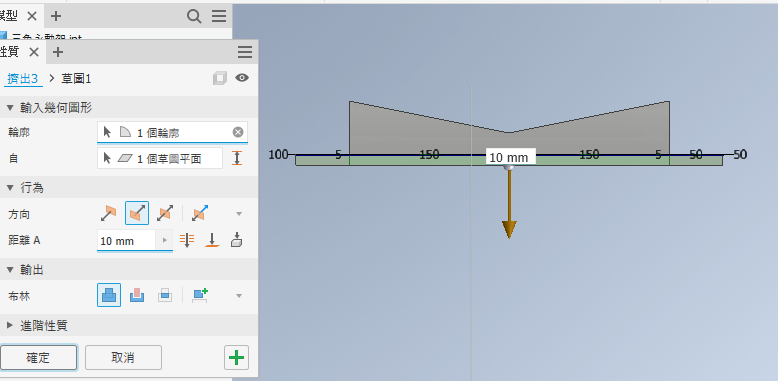 模型
三角永動架.ipt
性質
擠出3 > 草圖1
輸入幾何圖形
輪廓 1 個輪廓
自 1 個草圖平面
行為
方向
距離 A 10 mm
輸出
布林
進階性質
確定 取消
100 5 150 10 mm 150 5 50 50